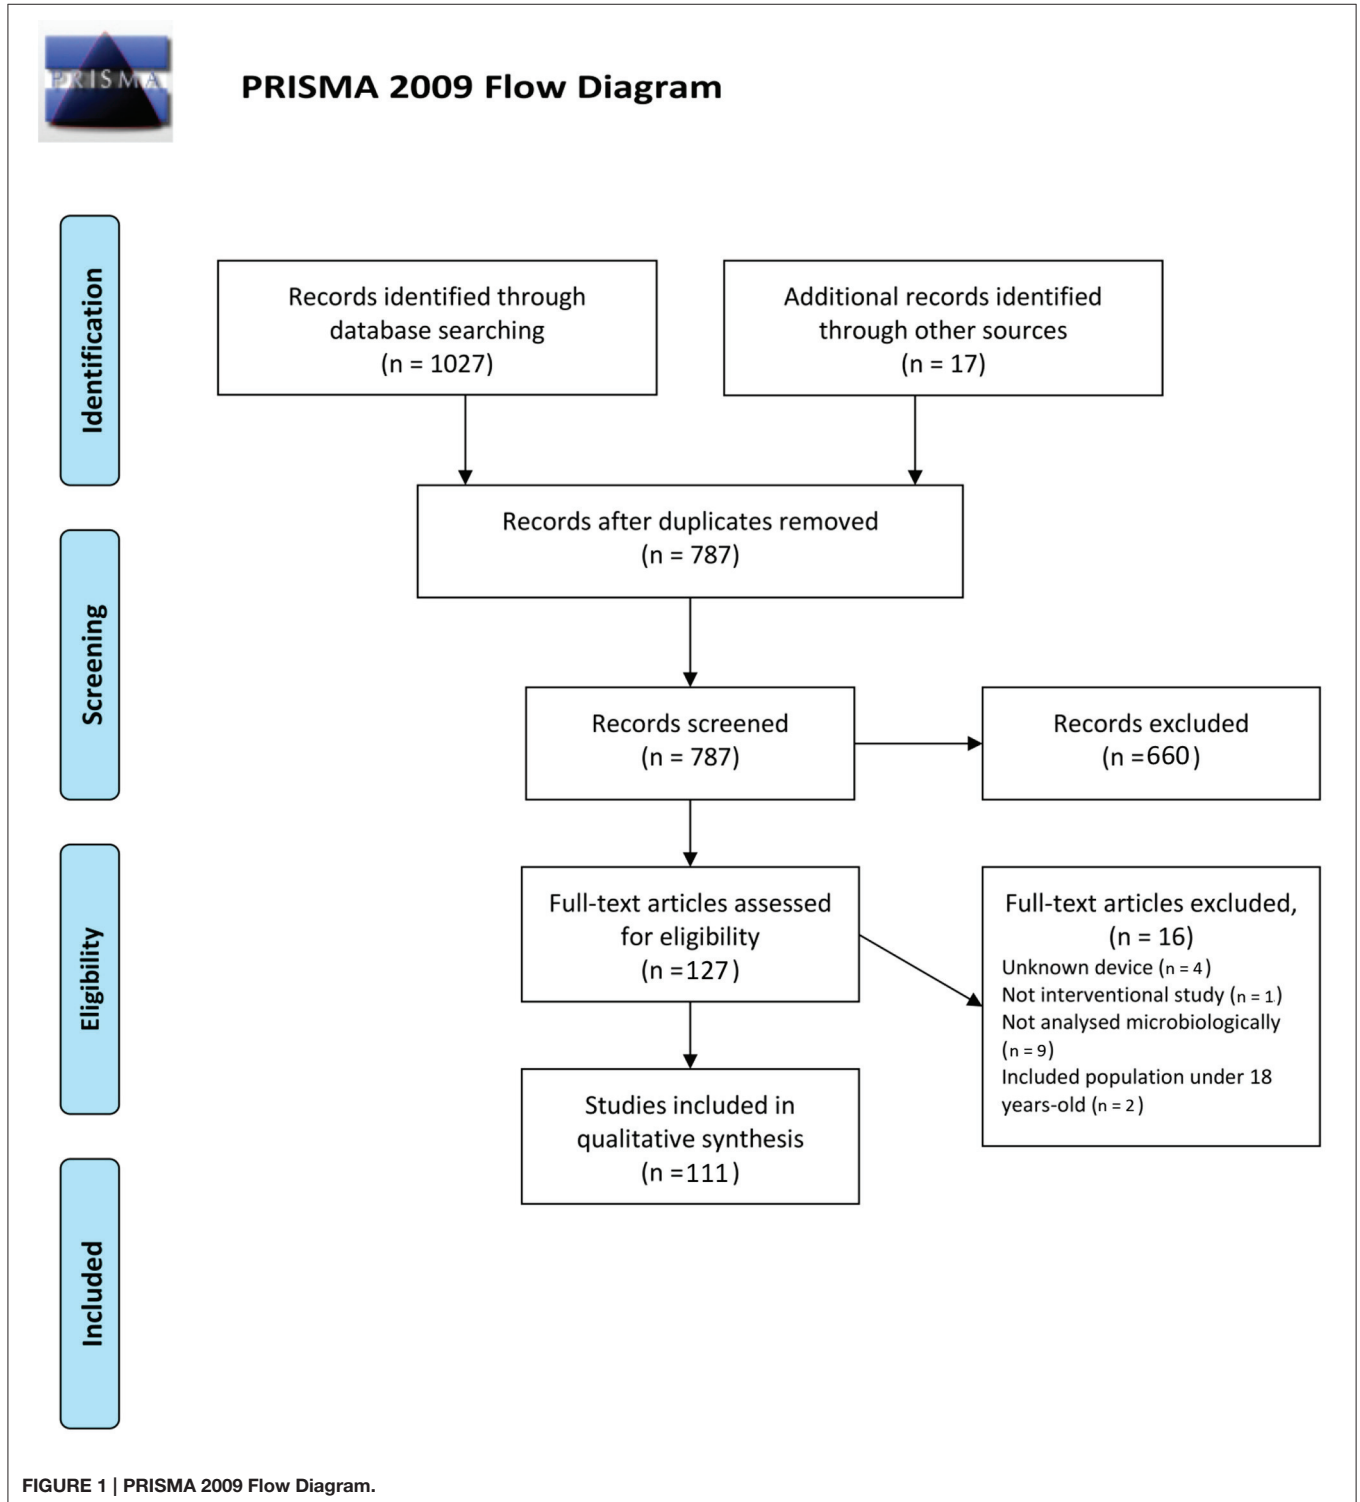 PRISMA
PRISMA 2009 Flow Diagram
Identification
Records identified through
database searching
(n = 1027)
Additional records identified
through other sources
(n = 17)
Records after duplicates removed
(n = 787)
Screening
Records screened
(n = 787)
Records excluded
(n =660)
Eligibility
Full-text articles assessed
for eligibility
(n =127)
Full-text articles excluded,
(n = 16)
Unknown device (n = 4)
Not interventional study (n = 1)
Not analysed microbiologically
(n = 9)
Included population under 18
years-old (n = 2)
Included
Studies included in
qualitative synthesis
(n =111)
FIGURE 1 | PRISMA 2009 Flow Diagram.